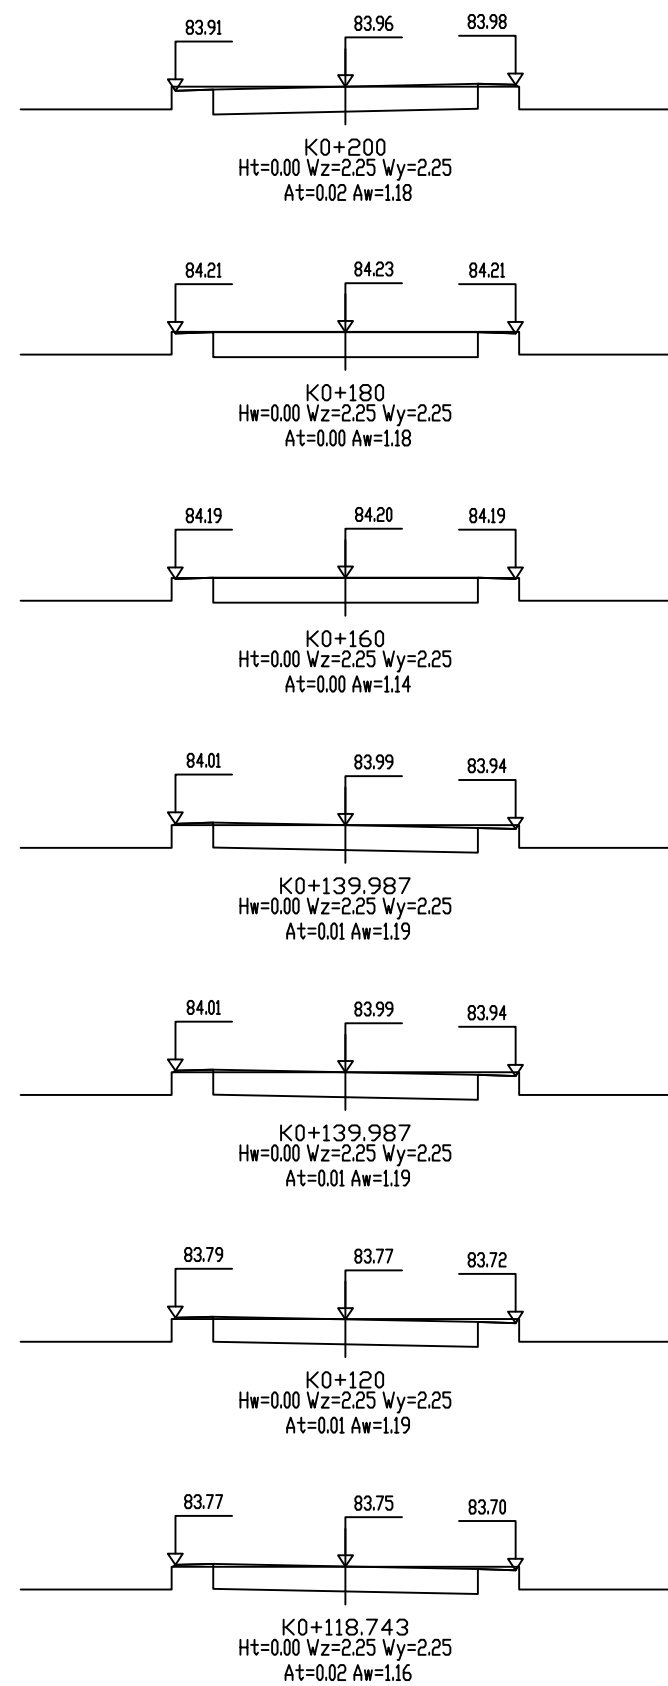 83.91 83.96 83.98
K0+200
Ht=0.00 Wz=2.25 Wy=2.25
At=0.02 Aw=1.18
84.21 84.23 84.21
K0+180
Hw=0.00 Wz=2.25 Wy=2.25
At=0.00 Aw=1.18
84.19 84.20 84.19
K0+160
Ht=0.00 Wz=2.25 Wy=2.25
At=0.00 Aw=1.14
84.01 83.99 83.94
K0+139.987
Hw=0.00 Wz=2.25 Wy=2.25
At=0.01 Aw=1.19
84.01 83.99 83.94
K0+139.987
Hw=0.00 Wz=2.25 Wy=2.25
At=0.01 Aw=1.19
83.79 83.77 83.72
K0+120
Hw=0.00 Wz=2.25 Wy=2.25
At=0.01 Aw=1.19
83.77 83.75 83.70
K0+118.743
Ht=0.00 Wz=2.25 Wy=2.25
At=0.02 Aw=1.16